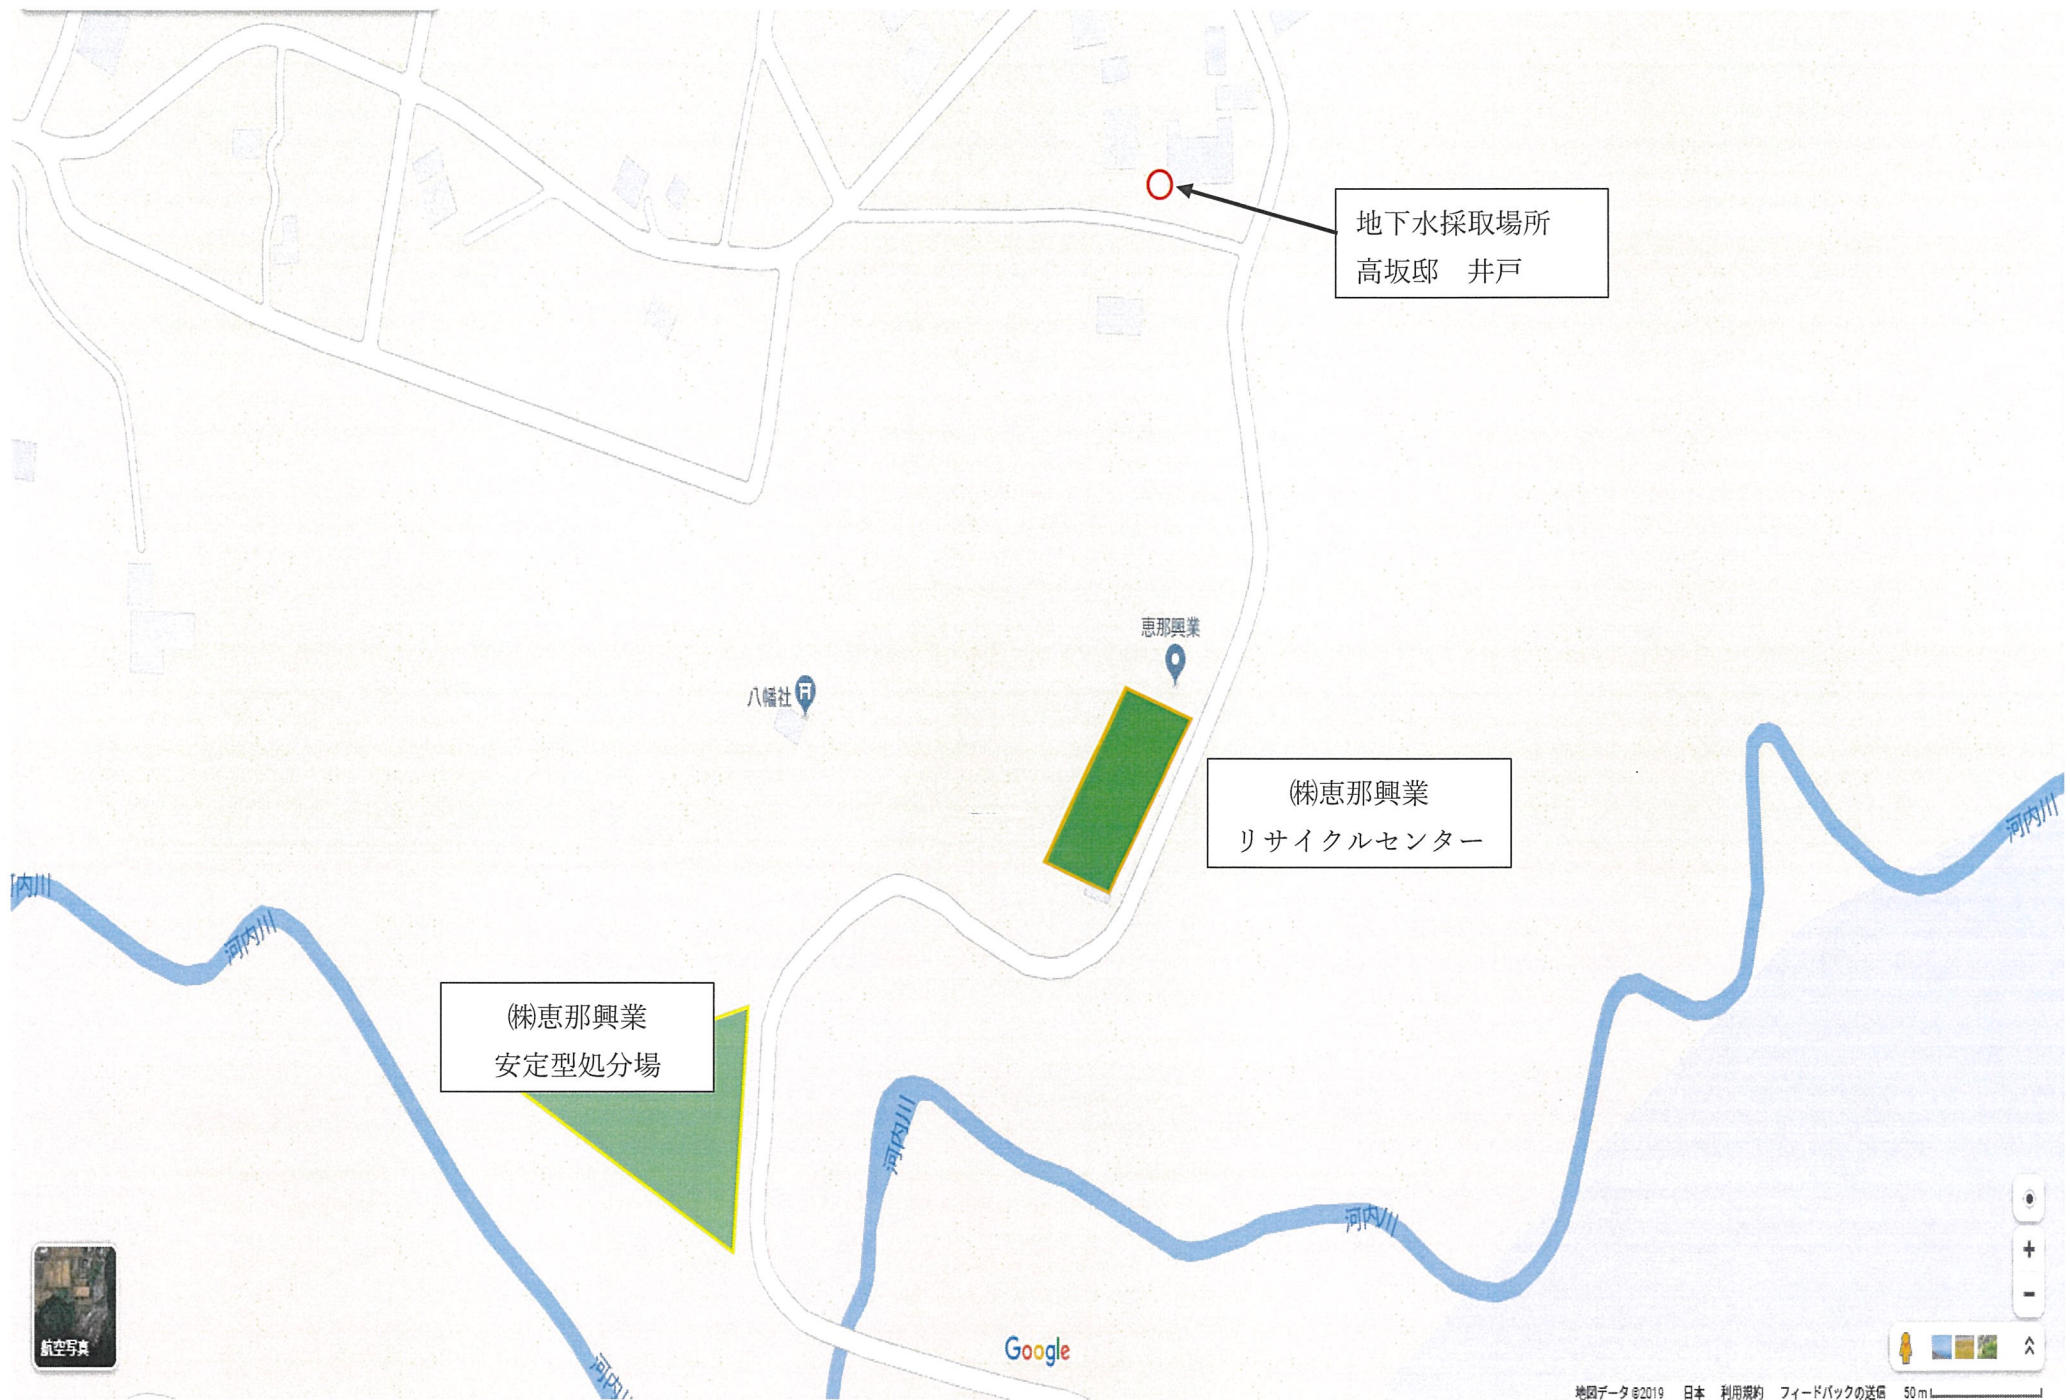 地下水採取場所
高坂邸　井戸
恵那興業
八幡社
㈱恵那興業
リサイクルセンター
河内川
内川
河内川
㈱恵那興業
安定型処分場
河内川
河内川
河内川
航空写真
Google
地図データ ©2019　日本　利用規約　フィードバックの送信　50 m